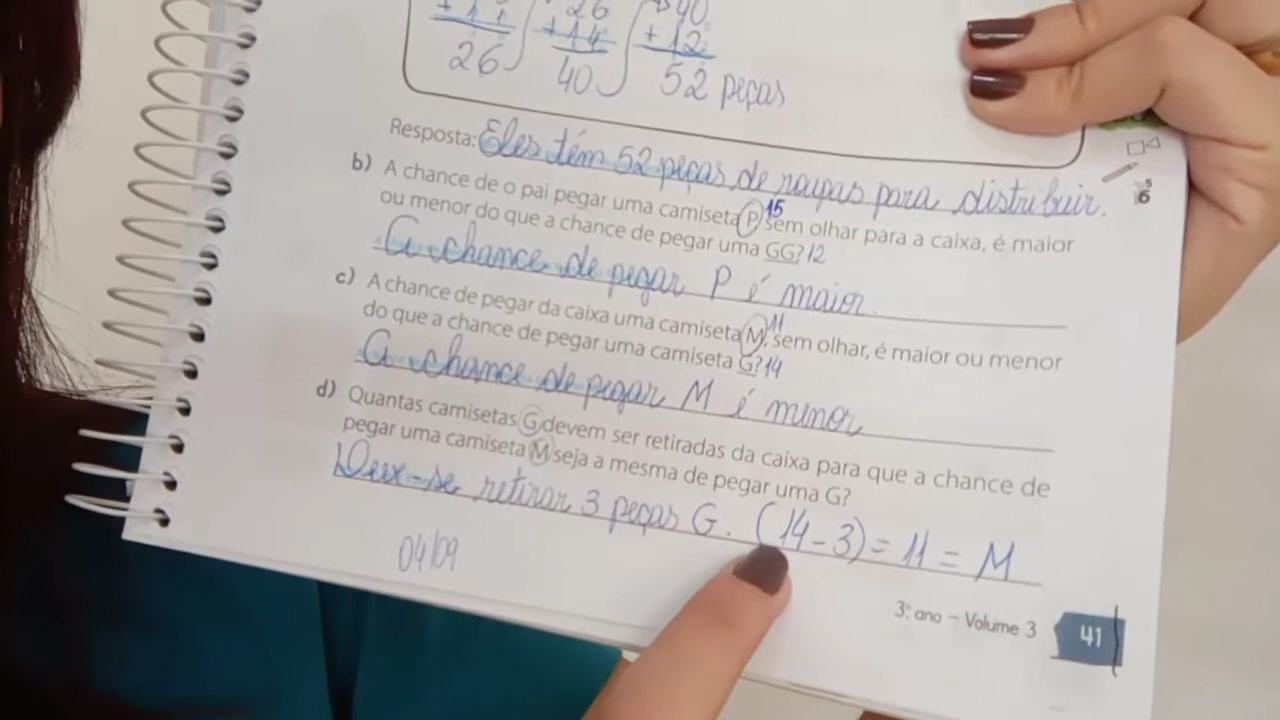 26 40
+ 11 + 14 + 12
26 40 52 peças
Resposta: Eles têm 52 peças de roupas para distribuir.
b) A chance de o pai pegar uma camiseta P, 15 sem olhar para a caixa, é maior
ou menor do que a chance de pegar uma GG? 12
A chance de pegar P é maior.
c) A chance de pegar da caixa uma camiseta M, 11 sem olhar, é maior ou menor
do que a chance de pegar uma camiseta G? 14
A chance de pegar M é menor
d) Quantas camisetas G devem ser retiradas da caixa para que a chance de
pegar uma camiseta M seja a mesma de pegar uma G?
Deve-se retirar 3 peças G. (14-3) = 11 = M
04/09
3º. ano – Volume 3
41